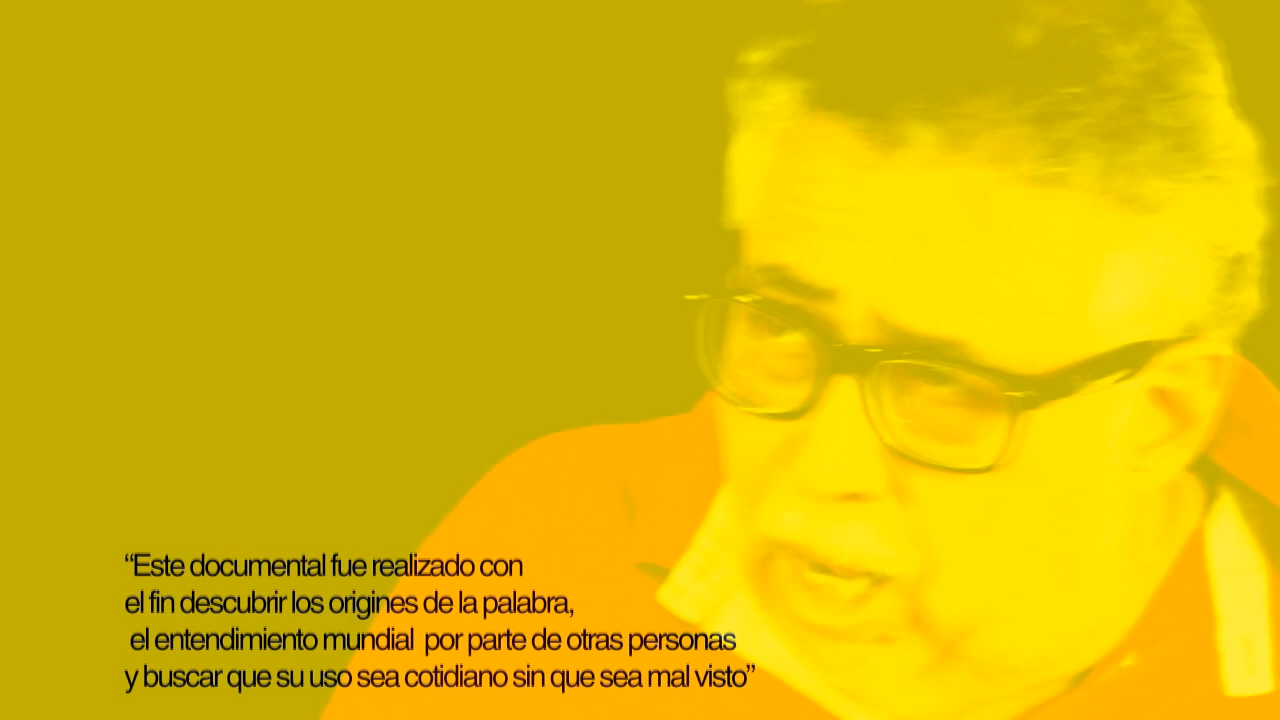 “Este documental fue realizado con
el fin descubrir los origines de la palabra,
el entendimiento mundial  por parte de otras personas
y buscar que su uso sea cotidiano sin que sea mal visto”